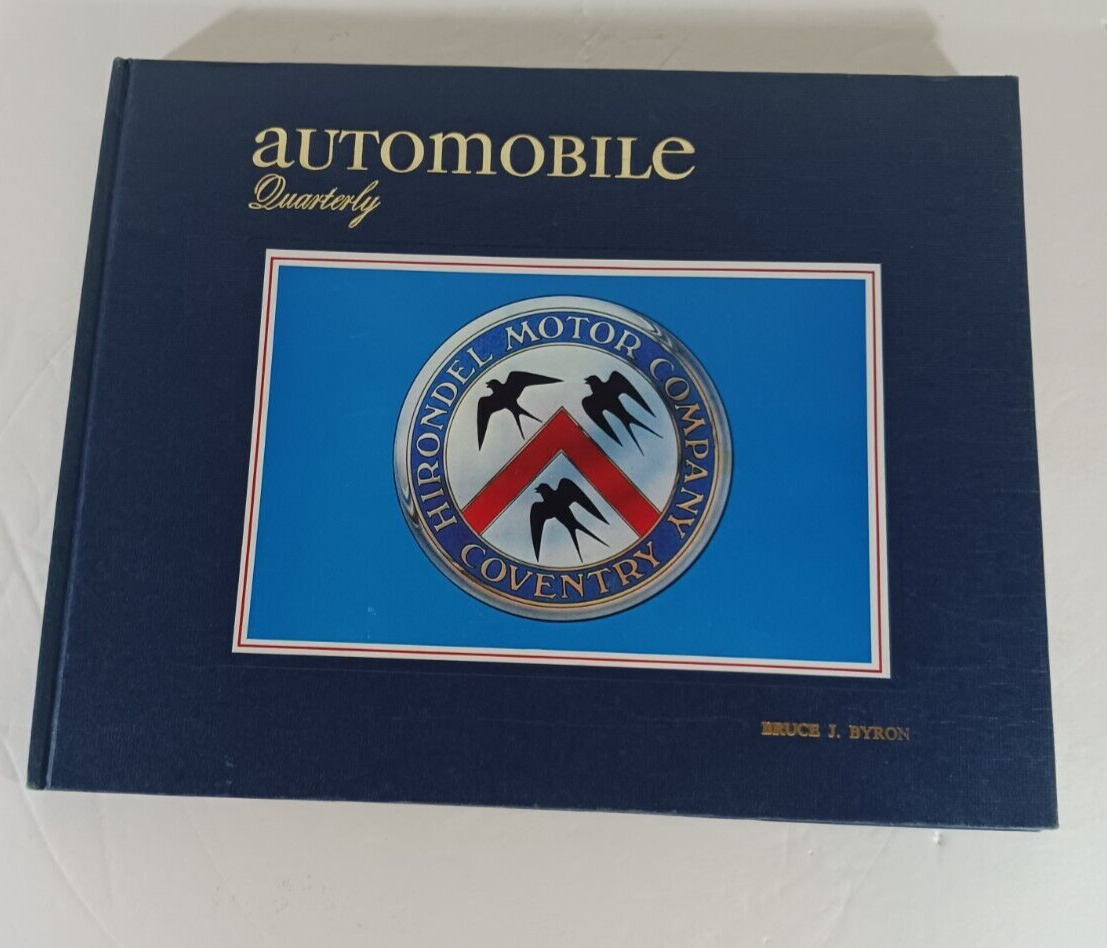 AUTOMOBILE
Quarterly
HIRONDEL MOTOR COMPANY
COVENTRY
BRUCE J. BYRON